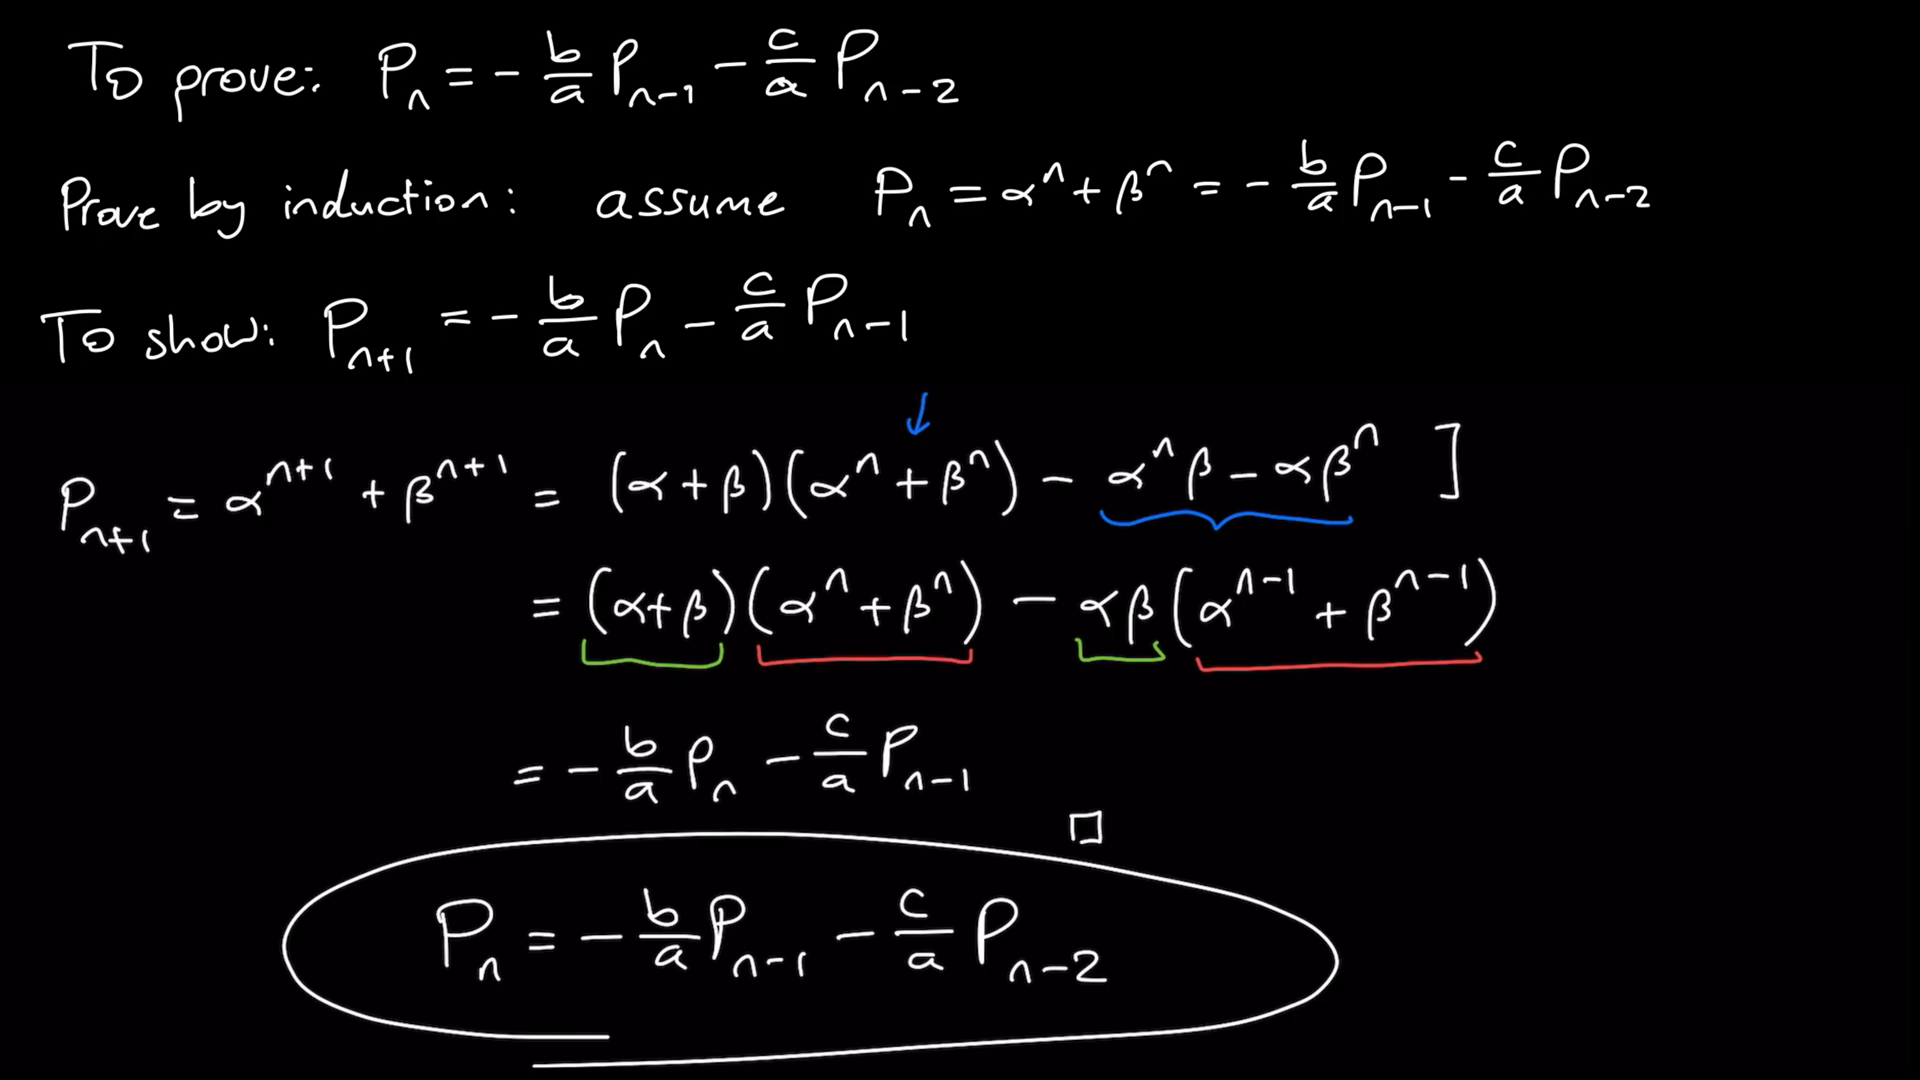 To prove: Pₙ = - b/a Pₙ₋₁ - c/a Pₙ₋₂
Prove by induction: assume Pₙ = αⁿ + βⁿ = - b/a Pₙ₋₁ - c/a Pₙ₋₂
To show: Pₙ₊₁ = - b/a Pₙ - c/a Pₙ₋₁
Pₙ₊₁ = αⁿ⁺¹ + βⁿ⁺¹ = (α + β)(αⁿ + βⁿ) - αⁿβ - αβⁿ ]
= (α+β)(αⁿ + βⁿ) - αβ(αⁿ⁻¹ + βⁿ⁻¹)
= - b/a Pₙ - c/a Pₙ₋₁
□
Pₙ = - b/a Pₙ₋₁ - c/a Pₙ₋₂